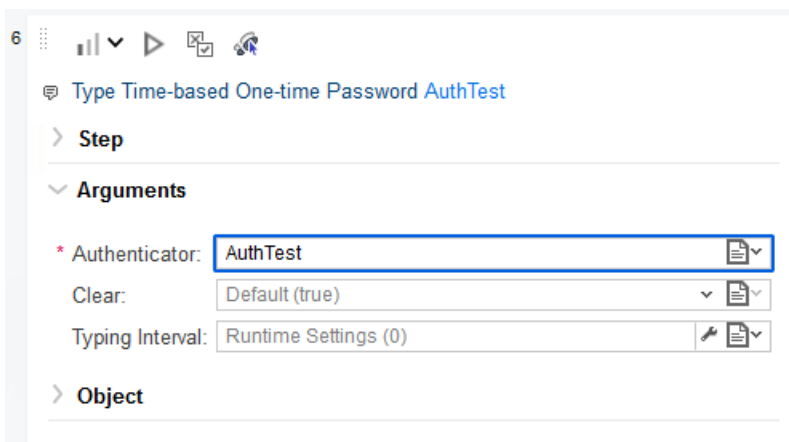 6
Type Time-based One-time Password AuthTest
Step
Arguments
* Authenticator: AuthTest
Clear: Default (true)
Typing Interval: Runtime Settings (0)
Object